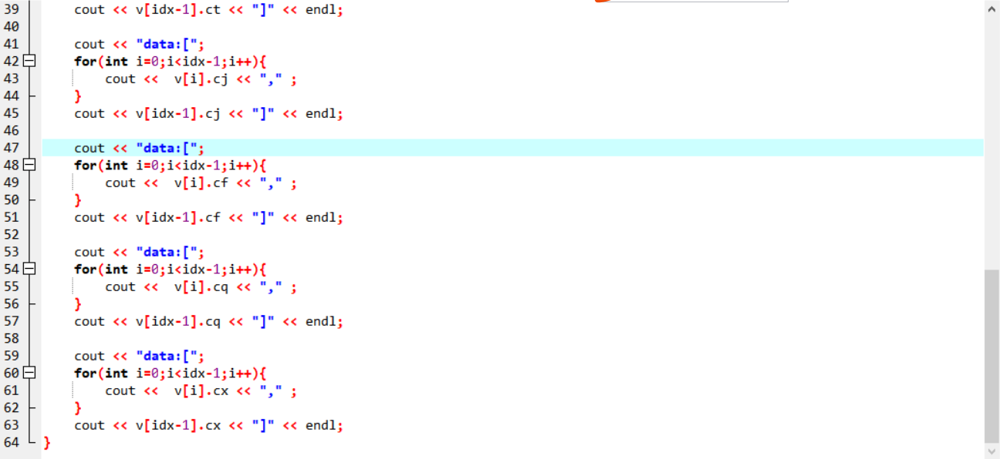 39 cout << v[idx-1].ct << "]" << endl;
40
41 cout << "data:[";
42 for(int i=0;i<idx-1;i++){
43 cout <<  v[i].cj << "," ;
44 }
45 cout << v[idx-1].cj << "]" << endl;
46
47 cout << "data:[";
48 for(int i=0;i<idx-1;i++){
49 cout <<  v[i].cf << "," ;
50 }
51 cout << v[idx-1].cf << "]" << endl;
52
53 cout << "data:[";
54 for(int i=0;i<idx-1;i++){
55 cout <<  v[i].cq << "," ;
56 }
57 cout << v[idx-1].cq << "]" << endl;
58
59 cout << "data:[";
60 for(int i=0;i<idx-1;i++){
61 cout <<  v[i].cx << "," ;
62 }
63 cout << v[idx-1].cx << "]" << endl;
64 }